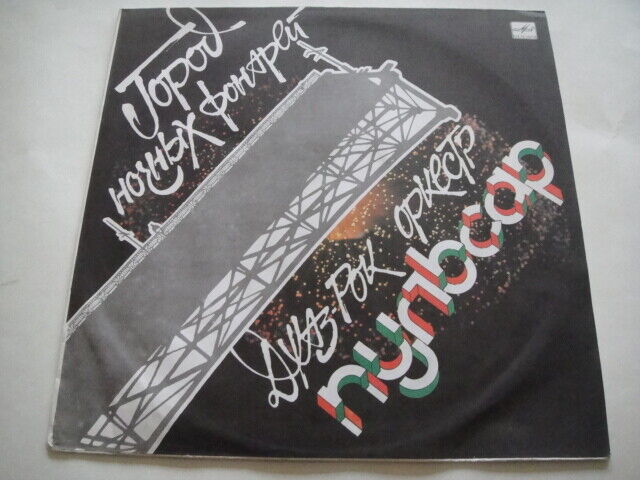 Город
ночных фонарей
джаз-рок оркестр
пульсар